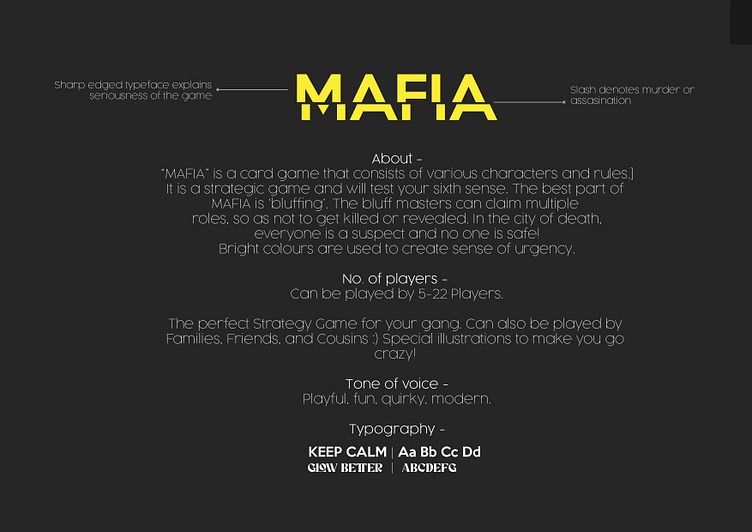 Sharp edged typeface explains
seriousness of the game
MAFIA
Slash denotes murder or
assasination
About -
"MAFIA" is a card game that consists of various characters and rules.]
It is a strategic game and will test your sixth sense. The best part of
MAFIA is 'bluffing'. The bluff masters can claim multiple
roles, so as not to get killed or revealed. In the city of death,
everyone is a suspect and no one is safe!
Bright colours are used to create sense of urgency.
No. of players -
Can be played by 5-22 Players.
The perfect Strategy Game for your gang. Can also be played by
Families, Friends, and Cousins :) Special illustrations to make you go
crazy!
Tone of voice -
Playful, fun, quirky, modern.
Typography -
KEEP CALM | Aa Bb Cc Dd
GLOW BETTER | ABCDEFG